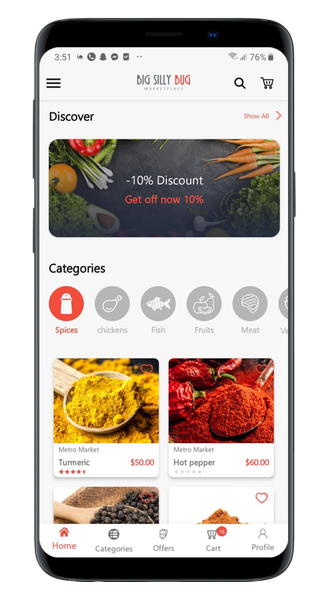 3:51
76%
BIG SILLY BUG
MARKETPLACE
Discover
Show All
-10% Discount
Get off now 10%
Categories
Spices
chickens
Fish
Fruits
Meat
Metro Market
Turmeric
$50.00
Metro Market
Hot pepper
$60.00
Home
Categories
Offers
Cart
Profile